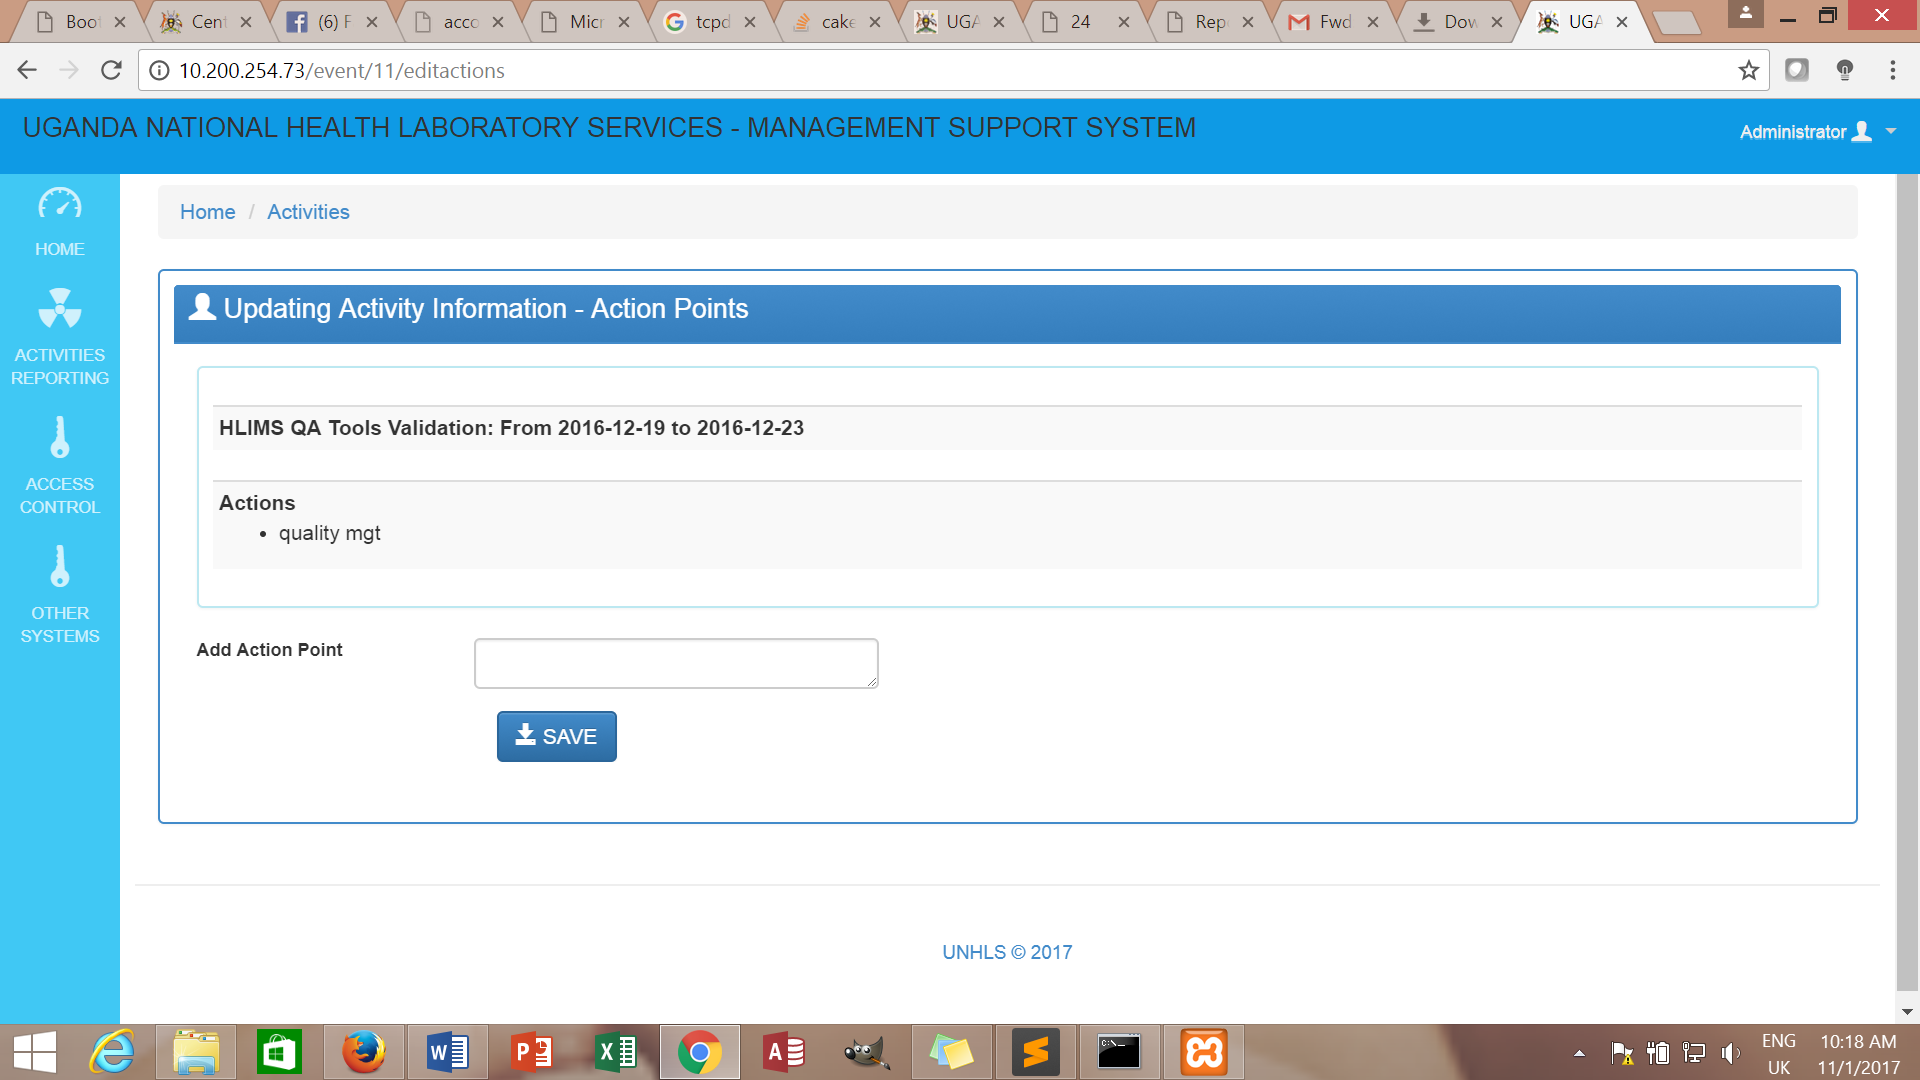 Boo
Cent
(6) F
acco
Micr
tcpd
cake
UGA
24
Rep
Fwd
Dow
UGA
10.200.254.73/event/11/editactions
UGANDA NATIONAL HEALTH LABORATORY SERVICES - MANAGEMENT SUPPORT SYSTEM
Administrator
HOME
ACTIVITIES
REPORTING
ACCESS
CONTROL
OTHER
SYSTEMS
Home / Activities
Updating Activity Information - Action Points
HLIMS QA Tools Validation: From 2016-12-19 to 2016-12-23
Actions
• quality mgt
Add Action Point
SAVE
UNHLS © 2017
ENG
UK
10:18 AM
11/1/2017